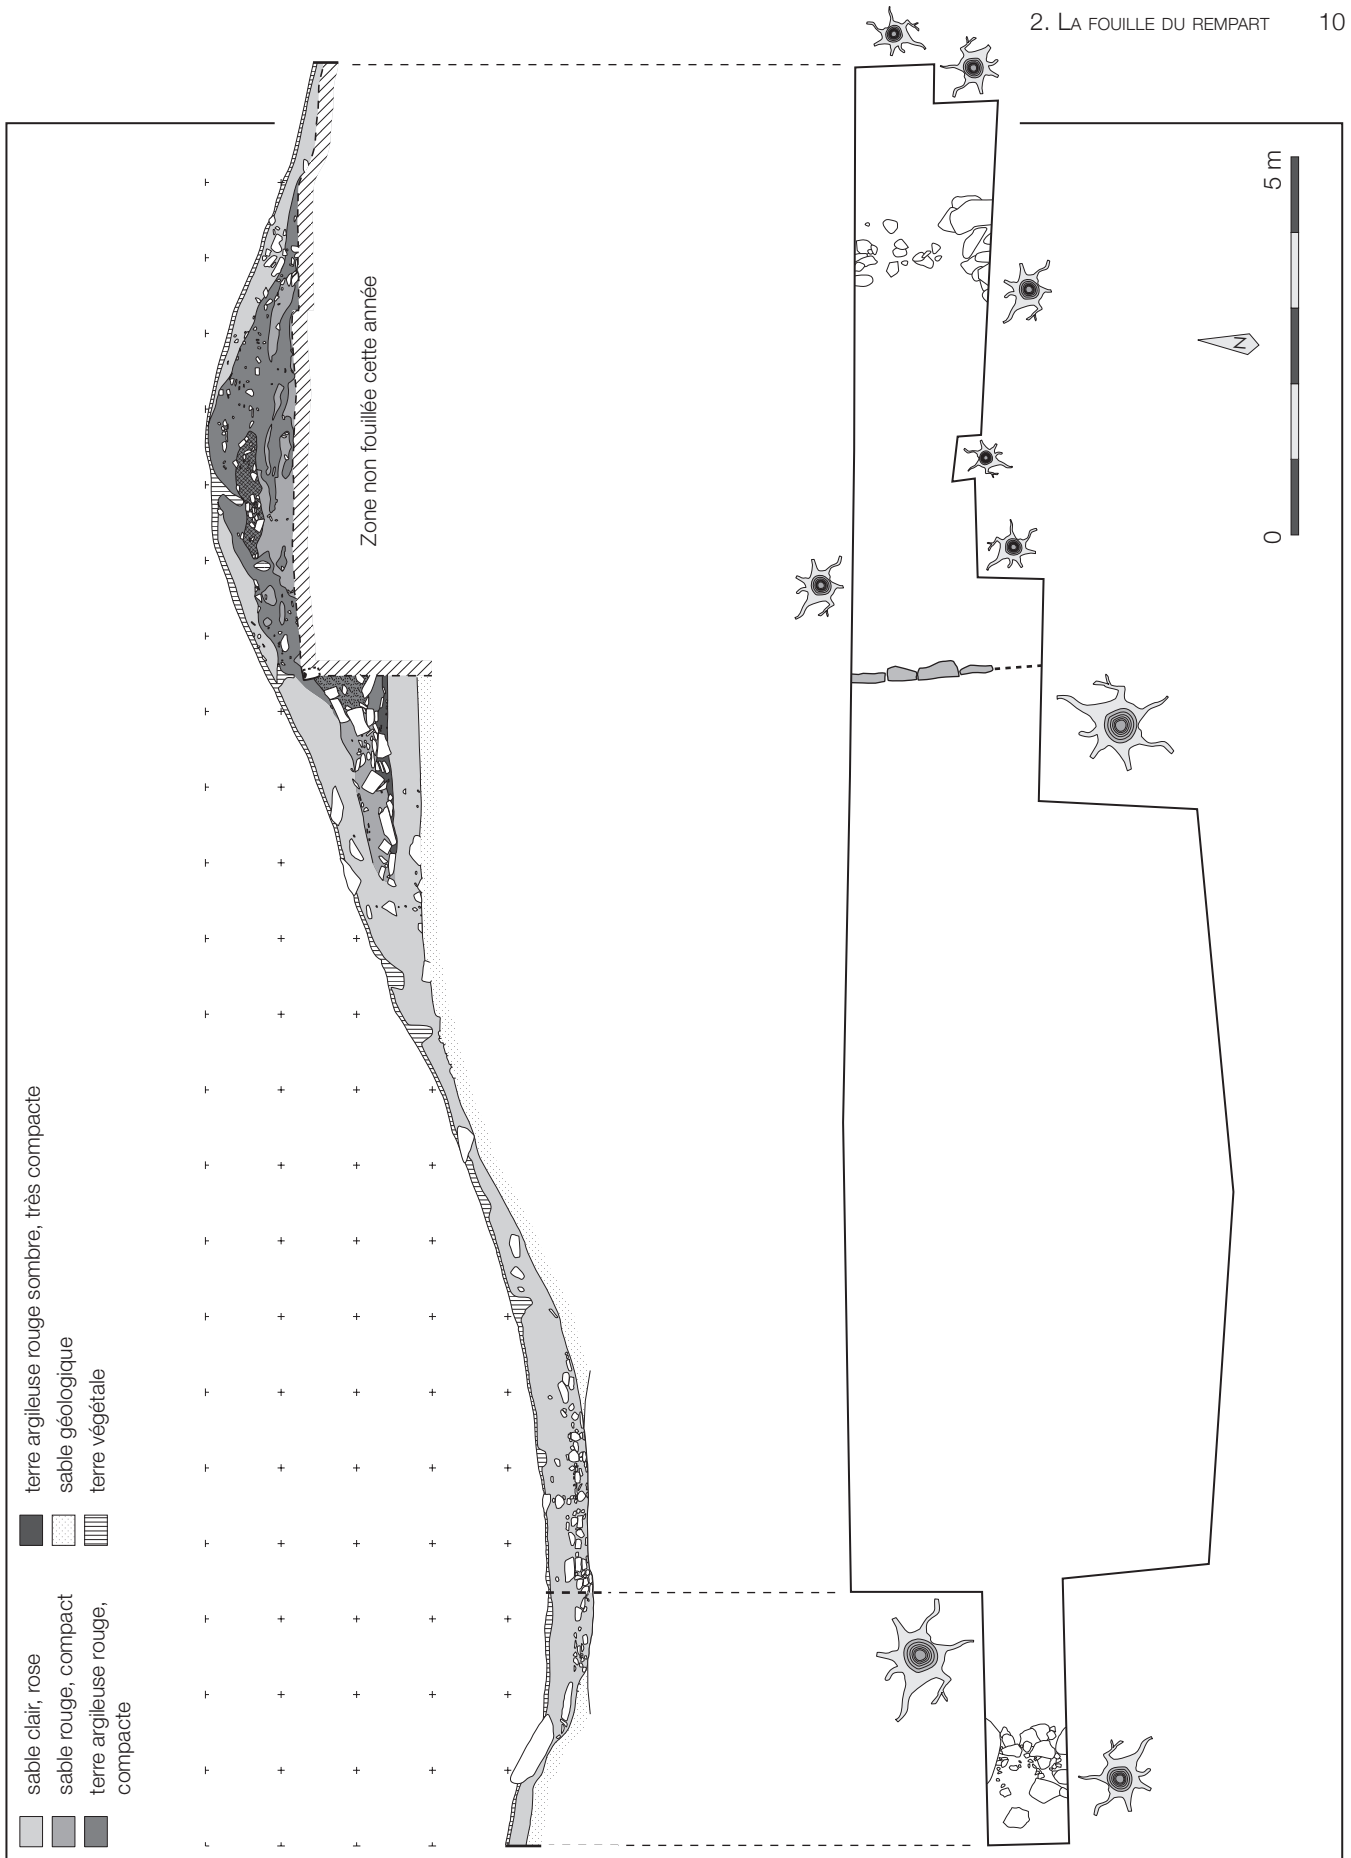 2. La fouille du rempart 10
sable clair, rose
sable rouge, compact
terre argileuse rouge,
compacte
terre argileuse rouge sombre, très compacte
sable géologique
terre végétale
Zone non fouillée cette année
N
0 5 m